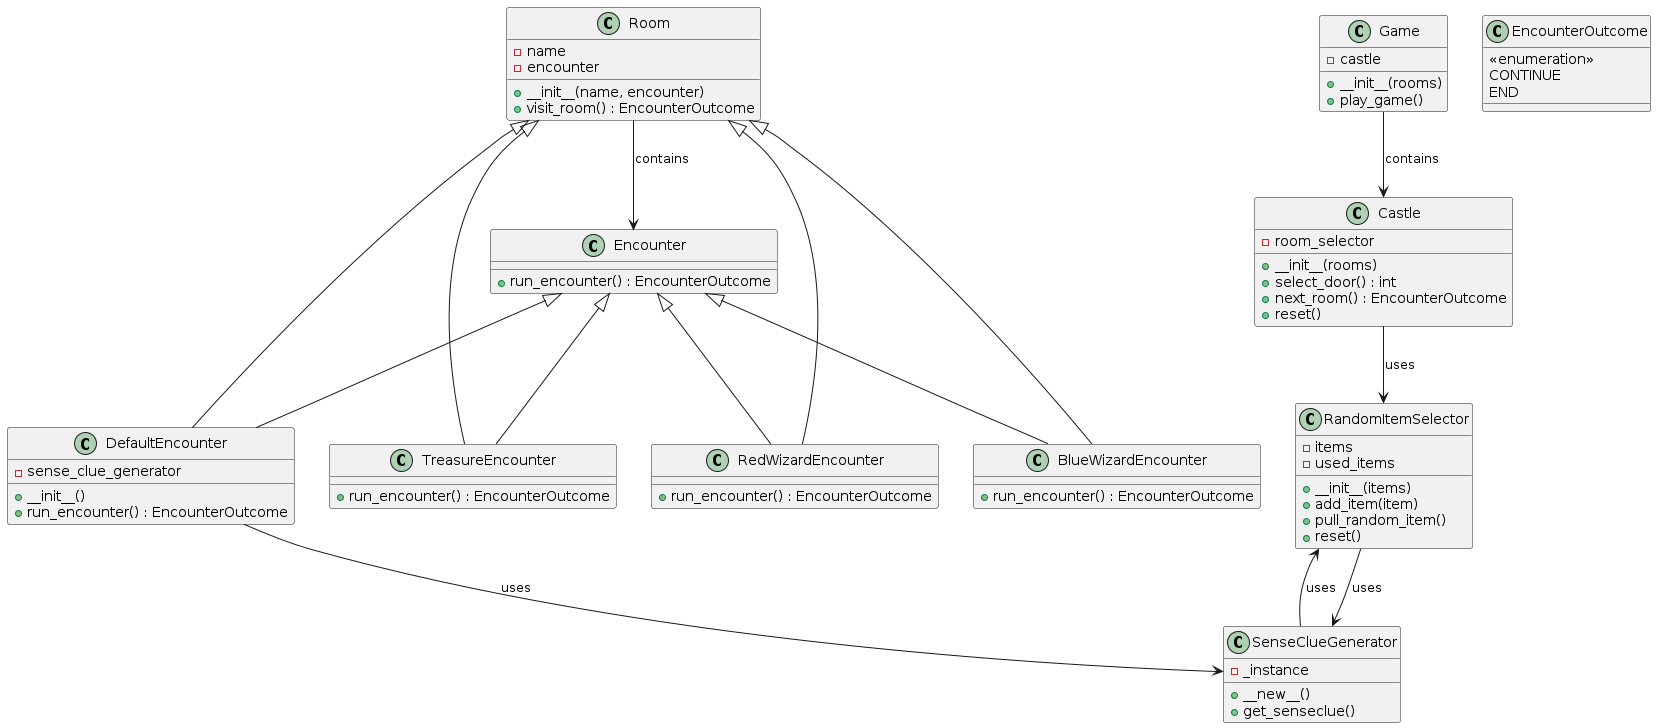 C Room
name
encounter
__init__(name, encounter)
visit_room() : EncounterOutcome
C Game
castle
__init__(rooms)
play_game()
C EncounterOutcome
«enumeration»
CONTINUE
END
contains
contains
C Encounter
run_encounter() : EncounterOutcome
C Castle
room_selector
__init__(rooms)
select_door() : int
next_room() : EncounterOutcome
reset()
uses
C DefaultEncounter
sense_clue_generator
__init__()
run_encounter() : EncounterOutcome
C TreasureEncounter
run_encounter() : EncounterOutcome
C RedWizardEncounter
run_encounter() : EncounterOutcome
C BlueWizardEncounter
run_encounter() : EncounterOutcome
C RandomItemSelector
items
used_items
__init__(items)
add_item(item)
pull_random_item()
reset()
uses
uses
uses
C SenseClueGenerator
_instance
__new__()
get_senseclue()